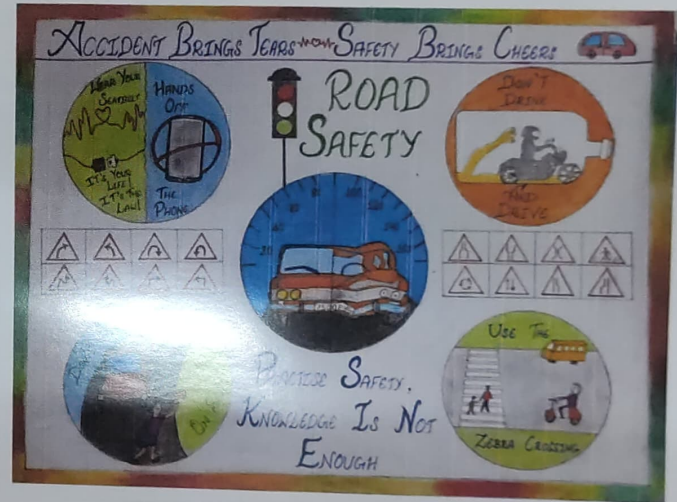 Accident Brings Tears Safety Brings Cheers
Wear Your
Seatbelt
It's Your
Life!
It's The
Law!
Hands
Off
The
Phone
Road
Safety
Don't
Drink
And
Drive
20
Practise Safety,
Knowledge Is Not
Enough
Use The
Zebra Crossing